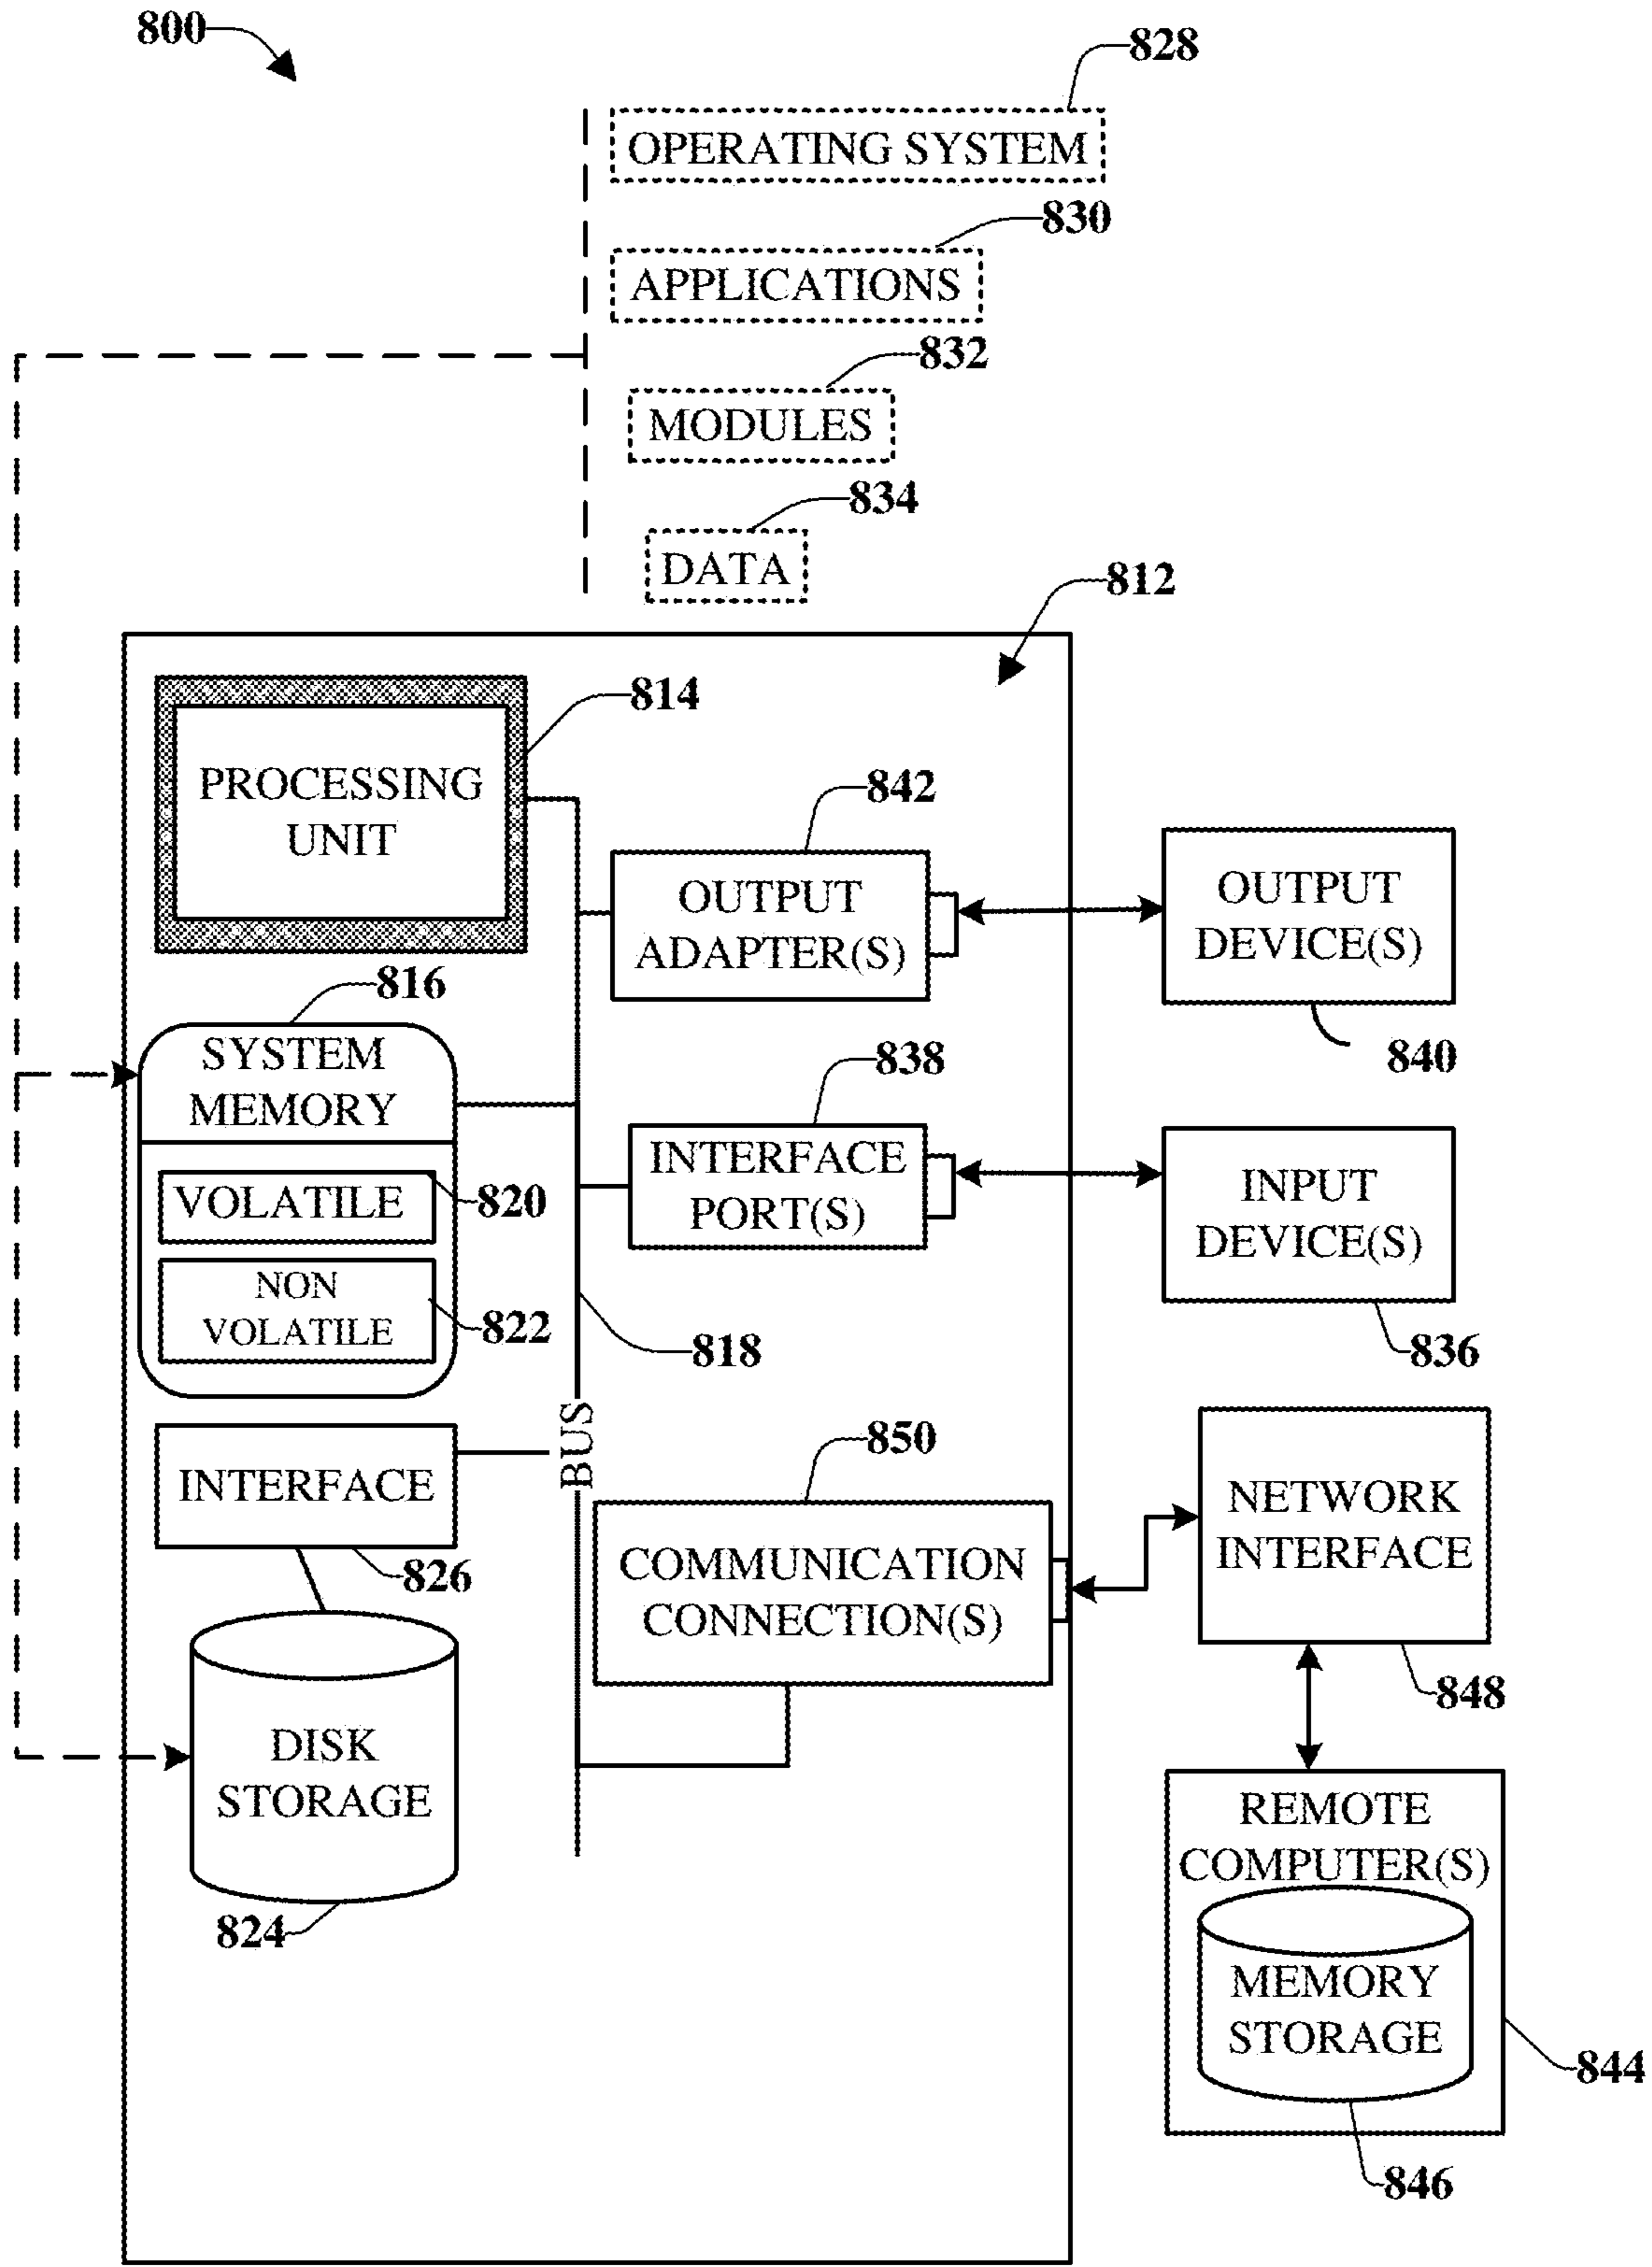 800
828
OPERATING SYSTEM
830
APPLICATIONS
832
MODULES
834
DATA
812
814
PROCESSING
UNIT
842
OUTPUT
ADAPTER(S)
OUTPUT
DEVICE(S)
840
816
SYSTEM
MEMORY
VOLATILE
820
NON
VOLATILE
822
838
INTERFACE
PORT(S)
INPUT
DEVICE(S)
836
818
BUS
INTERFACE
826
850
COMMUNICATION
CONNECTION(S)
NETWORK
INTERFACE
848
DISK
STORAGE
824
REMOTE
COMPUTER(S)
MEMORY
STORAGE
844
846